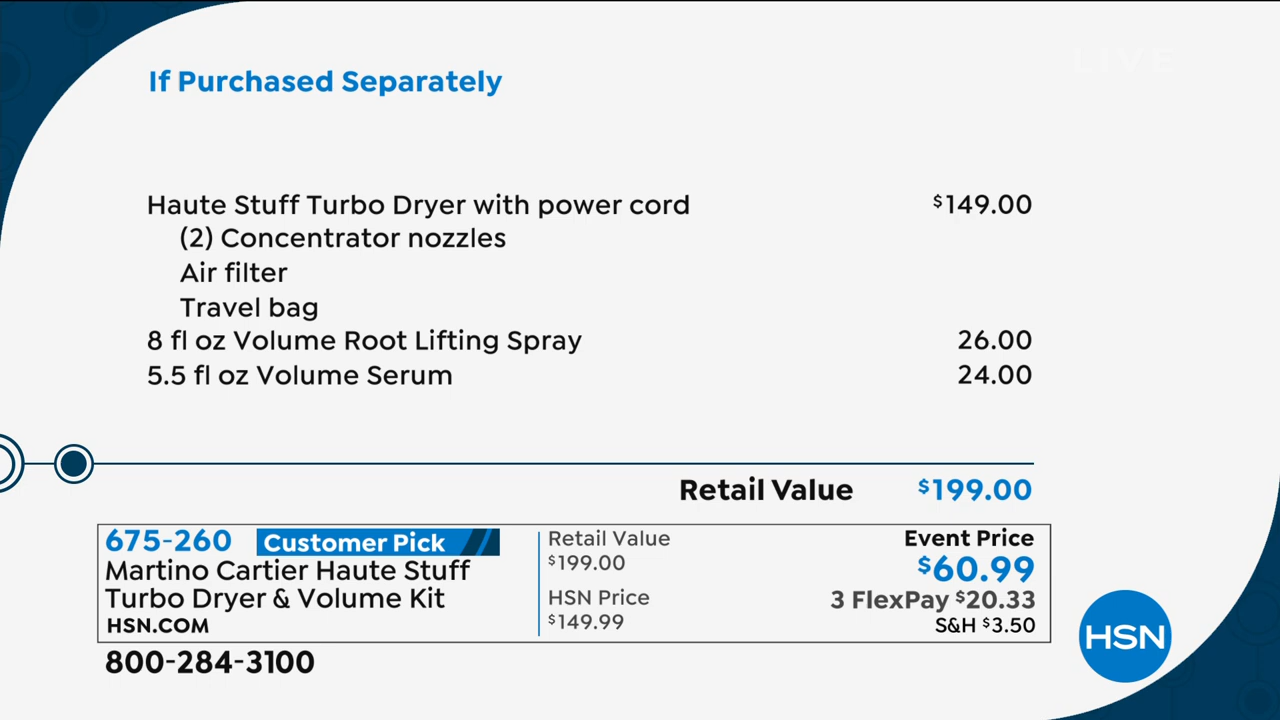 LIVE
If Purchased Separately
Haute Stuff Turbo Dryer with power cord $149.00
(2) Concentrator nozzles
Air filter
Travel bag
8 fl oz Volume Root Lifting Spray 26.00
5.5 fl oz Volume Serum 24.00
Retail Value $199.00
675-260 Customer Pick
Martino Cartier Haute Stuff
Turbo Dryer & Volume Kit
HSN.COM
Retail Value
$199.00
HSN Price
$149.99
Event Price
$60.99
3 FlexPay $20.33
S&H $3.50
800-284-3100
HSN